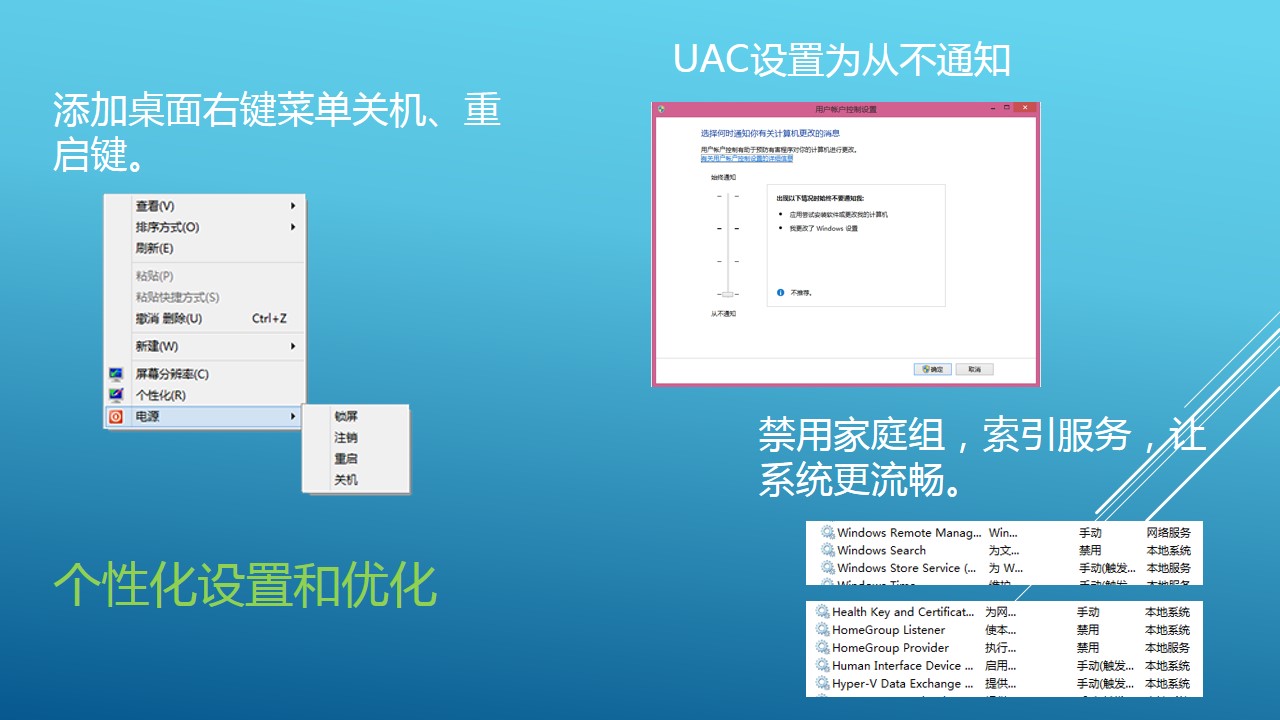 添加桌面右键菜单关机、重
启键。
查看(V)
排序方式(O)
刷新(E)
粘贴(P)
粘贴快捷方式(S)
撤消 删除(U) Ctrl+Z
新建(W)
屏幕分辨率(C)
个性化(R)
电源
锁屏
注销
重启
关机
个性化设置和优化
UAC设置为从不通知
用户帐户控制设置
选择何时通知你有关计算机更改的消息
用户帐户控制有助于预防有害程序对你的计算机进行更改。
有关用户帐户控制设置的详细信息
始终通知
出现以下情况时始终不要通知我:
应用尝试安装软件或更改我的计算机
我更改了 Windows 设置
不推荐。
从不通知
确定 取消
禁用家庭组，索引服务，让
系统更流畅。
Windows Remote Manag... Win... 手动 网络服务
Windows Search 为文... 禁用 本地系统
Windows Store Service (... 为 W... 手动(触发... 本地服务
Windows Time 维护... 手动(触发... 本地服务
Health Key and Certificat... 为网... 手动 本地系统
HomeGroup Listener 使本... 禁用 本地系统
HomeGroup Provider 执行... 禁用 本地服务
Human Interface Device ... 启用... 手动(触发... 本地系统
Hyper-V Data Exchange ... 提供... 手动(触发... 本地系统